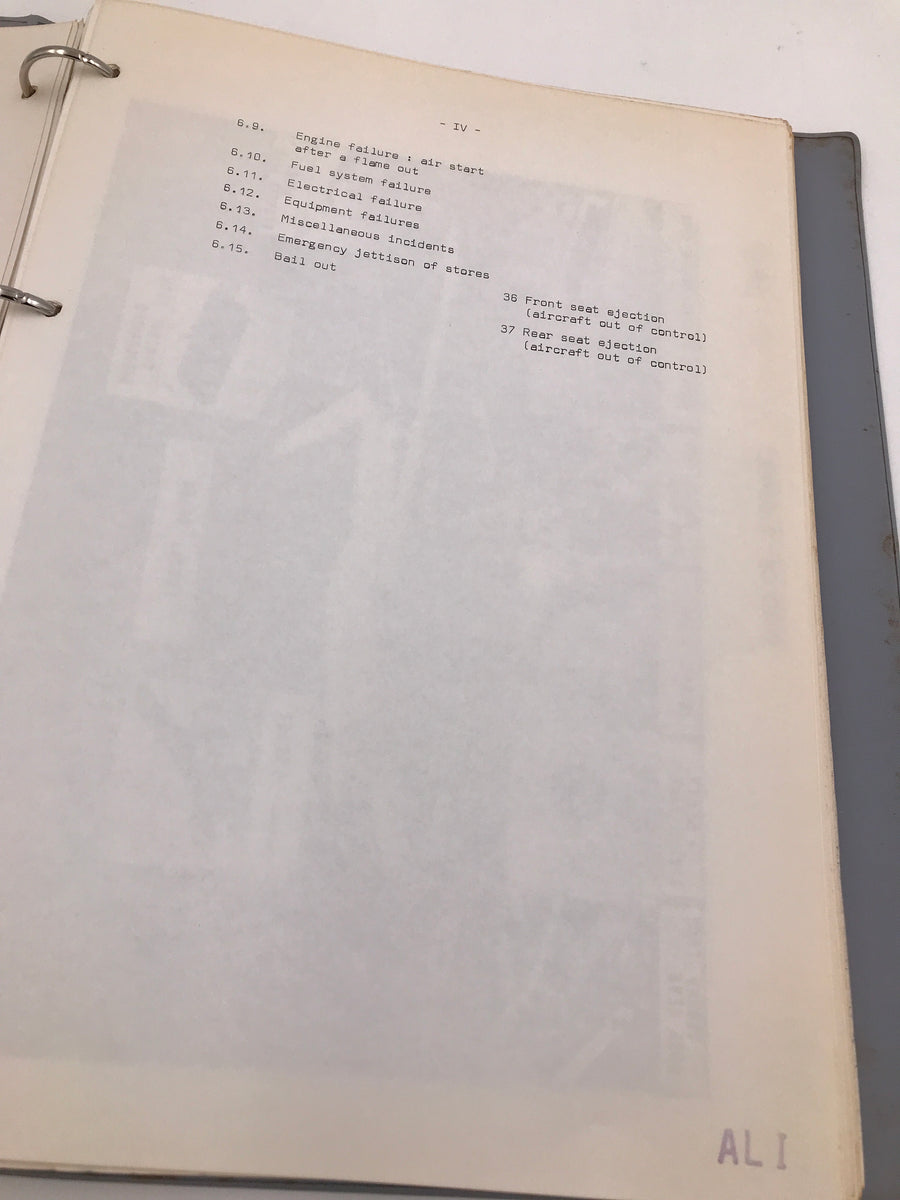 - IV -
6.9. Engine failure : air start
after a flame out
6.10. Fuel system failure
6.11. Electrical failure
6.12. Equipment failures
6.13. Miscellaneous incidents
6.14. Emergency jettison of stores
6.15. Bail out
36 Front seat ejection
(aircraft out of control)
37 Rear seat ejection
(aircraft out of control)
AL I